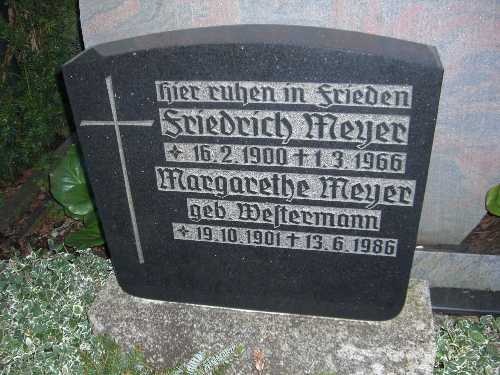 Hier ruhen in Frieden
Friedrich Meyer
* 16.2.1900 + 1.3.1966
Margarethe Meyer
geb. Westermann
* 19.10.1901 + 13.6.1986